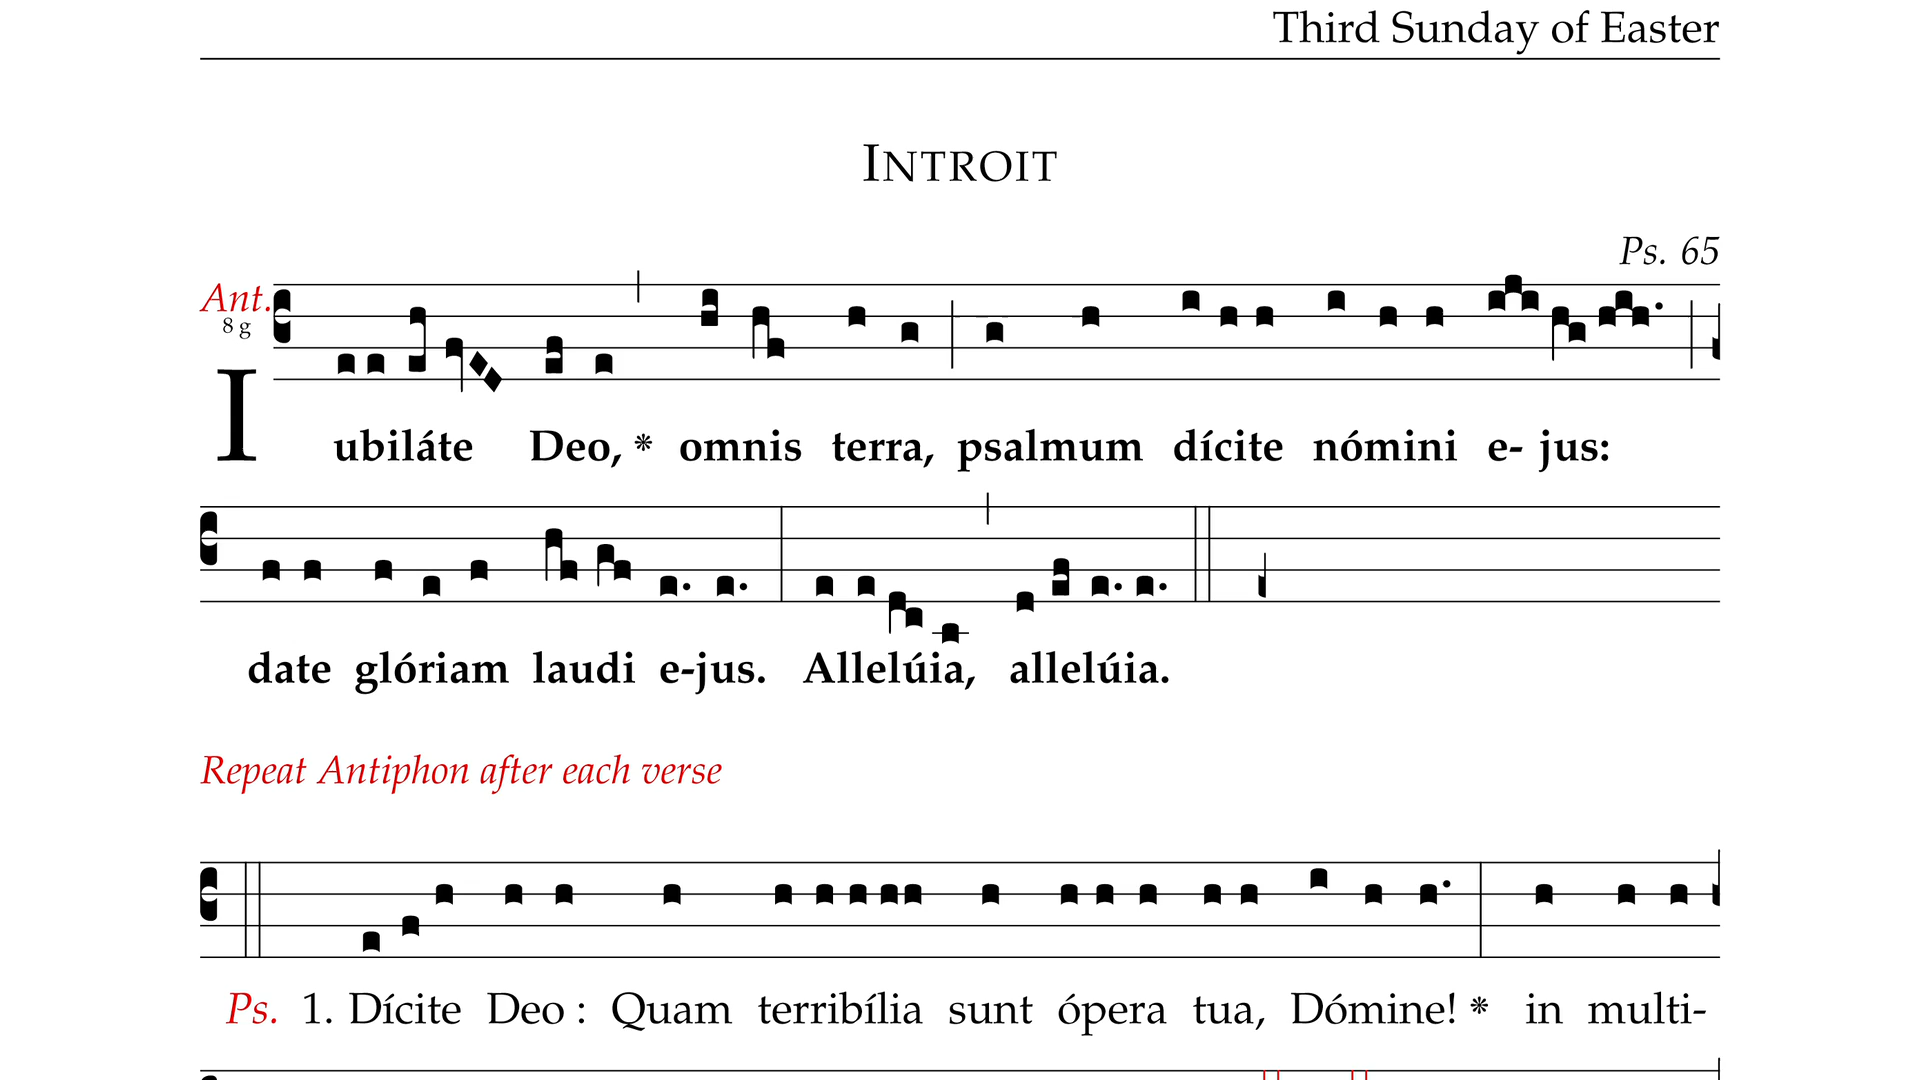 Third Sunday of Easter
INTROIT
Ps. 65
Ant.
8 g
Iubiláte Deo, * omnis terra, psalmum dícite nómini e- jus:
date glóriam laudi e-jus. Allelúia, allelúia.
Repeat Antiphon after each verse
Ps. 1. Dícite Deo : Quam terribília sunt ópera tua, Dómine! * in multi-